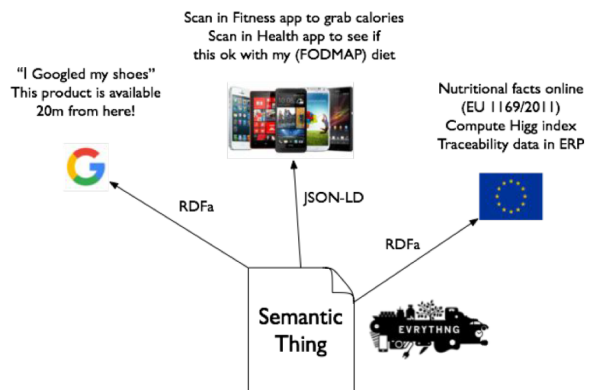 Scan in Fitness app to grab calories
Scan in Health app to see if
this ok with my (FODMAP) diet
“I Googled my shoes”
This product is available
20m from here!
Nutritional facts online
(EU 1169/2011)
Compute Higg index
Traceability data in ERP
G
RDFa
JSON-LD
RDFa
Semantic
Thing
EVRYTHNG